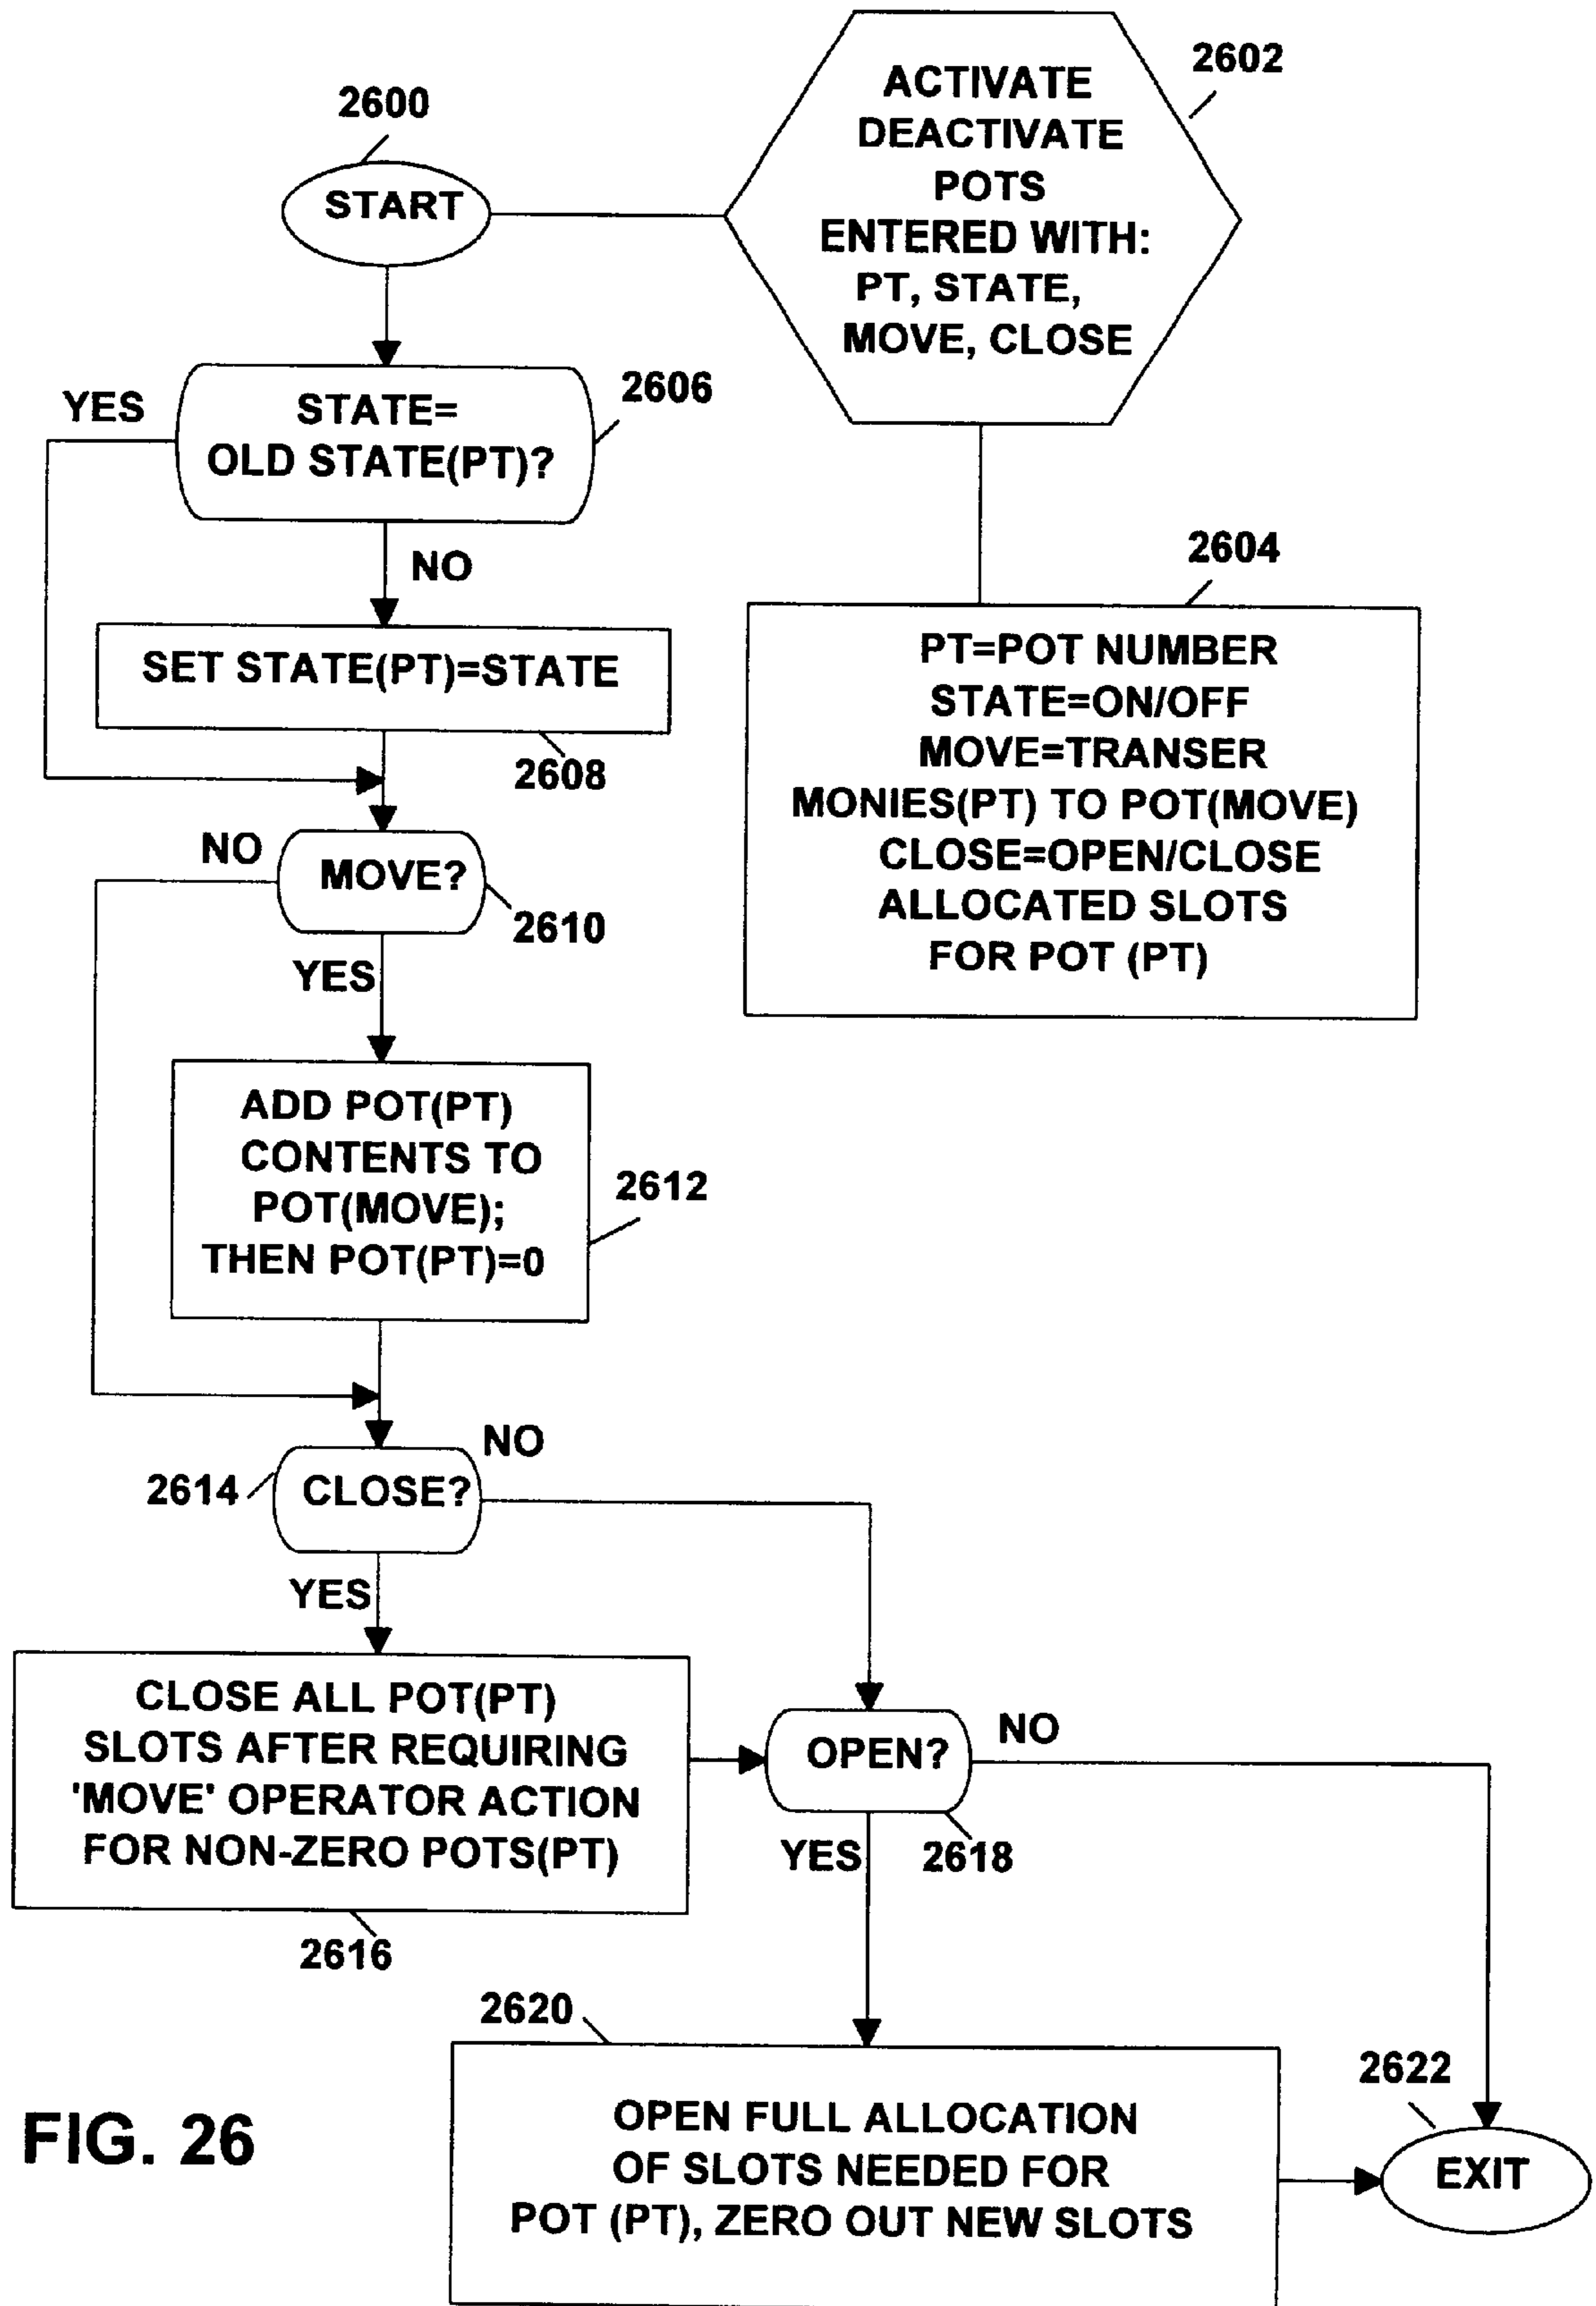 2600
START
ACTIVATE
DEACTIVATE
POTS
ENTERED WITH:
PT, STATE,
MOVE, CLOSE
2602
YES
STATE=
OLD STATE(PT)?
2606
NO
2604
PT=POT NUMBER
STATE=ON/OFF
MOVE=TRANSER
MONIES(PT) TO POT(MOVE)
CLOSE=OPEN/CLOSE
ALLOCATED SLOTS
FOR POT (PT)
SET STATE(PT)=STATE
2608
NO
MOVE?
2610
YES
ADD POT(PT)
CONTENTS TO
POT(MOVE);
THEN POT(PT)=0
2612
NO
2614
CLOSE?
YES
CLOSE ALL POT(PT)
SLOTS AFTER REQUIRING
'MOVE' OPERATOR ACTION
FOR NON-ZERO POTS(PT)
2616
OPEN?
NO
YES
2618
2620
OPEN FULL ALLOCATION
OF SLOTS NEEDED FOR
POT (PT), ZERO OUT NEW SLOTS
2622
EXIT
FIG. 26